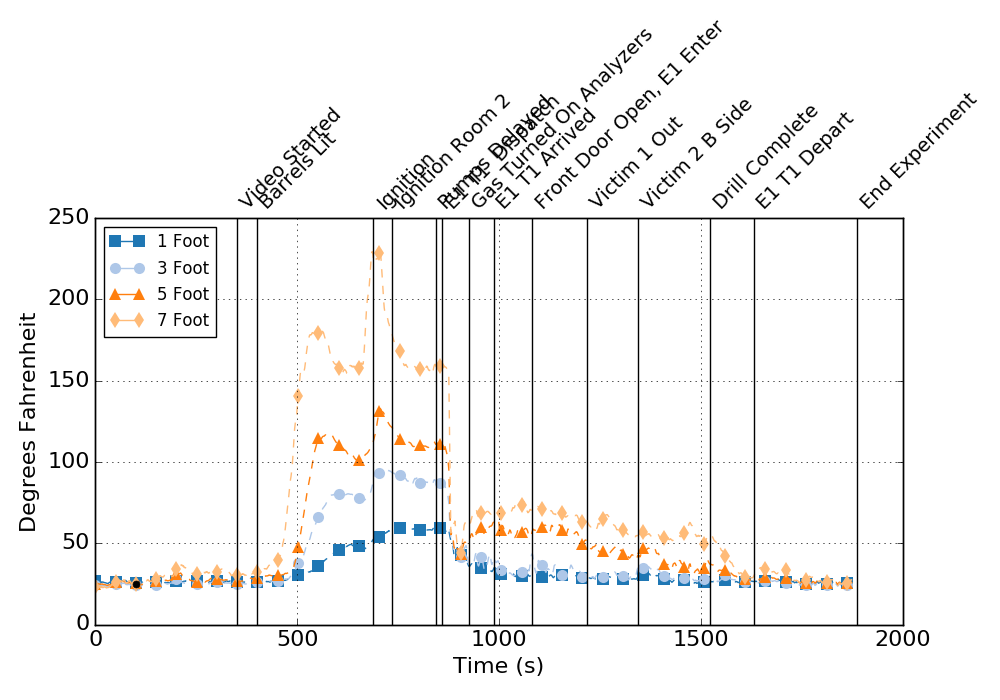 Video Started
Barrels Lit
Ignition
Ignition Room 2
Pumps Delayed
E1 T1 Dispatch
Gas Turned On Analyzers
E1 T1 Arrived
Front Door Open, E1 Enter
Victim 1 Out
Victim 2 B Side
Drill Complete
E1 T1 Depart
End Experiment
250
200
150
100
50
0
Degrees Fahrenheit
1 Foot
3 Foot
5 Foot
7 Foot
0 500 1000 1500 2000
Time (s)